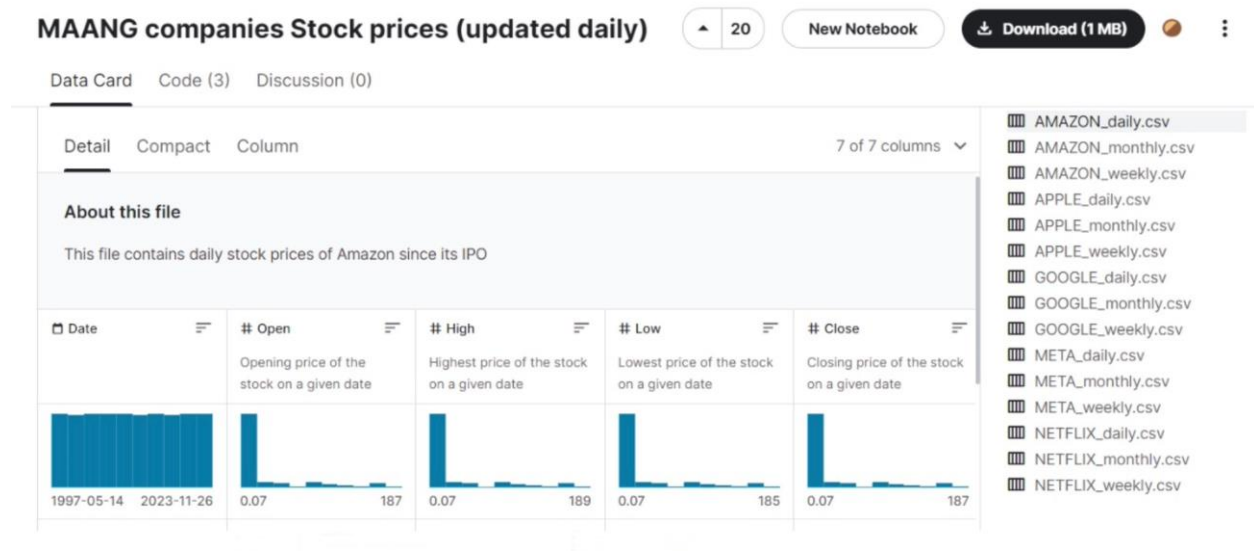 MAANG companies Stock prices (updated daily)
20
New Notebook
Download (1 MB)
Data Card Code (3) Discussion (0)
Detail Compact Column
7 of 7 columns
About this file
This file contains daily stock prices of Amazon since its IPO
Date
# Open
Opening price of the
stock on a given date
# High
Highest price of the stock
on a given date
# Low
Lowest price of the stock
on a given date
# Close
Closing price of the stock
on a given date
1997-05-14 2023-11-26
0.07 187
0.07 189
0.07 185
0.07 187
AMAZON_daily.csv
AMAZON_monthly.csv
AMAZON_weekly.csv
APPLE_daily.csv
APPLE_monthly.csv
APPLE_weekly.csv
GOOGLE_daily.csv
GOOGLE_monthly.csv
GOOGLE_weekly.csv
META_daily.csv
META_monthly.csv
META_weekly.csv
NETFLIX_daily.csv
NETFLIX_monthly.csv
NETFLIX_weekly.csv